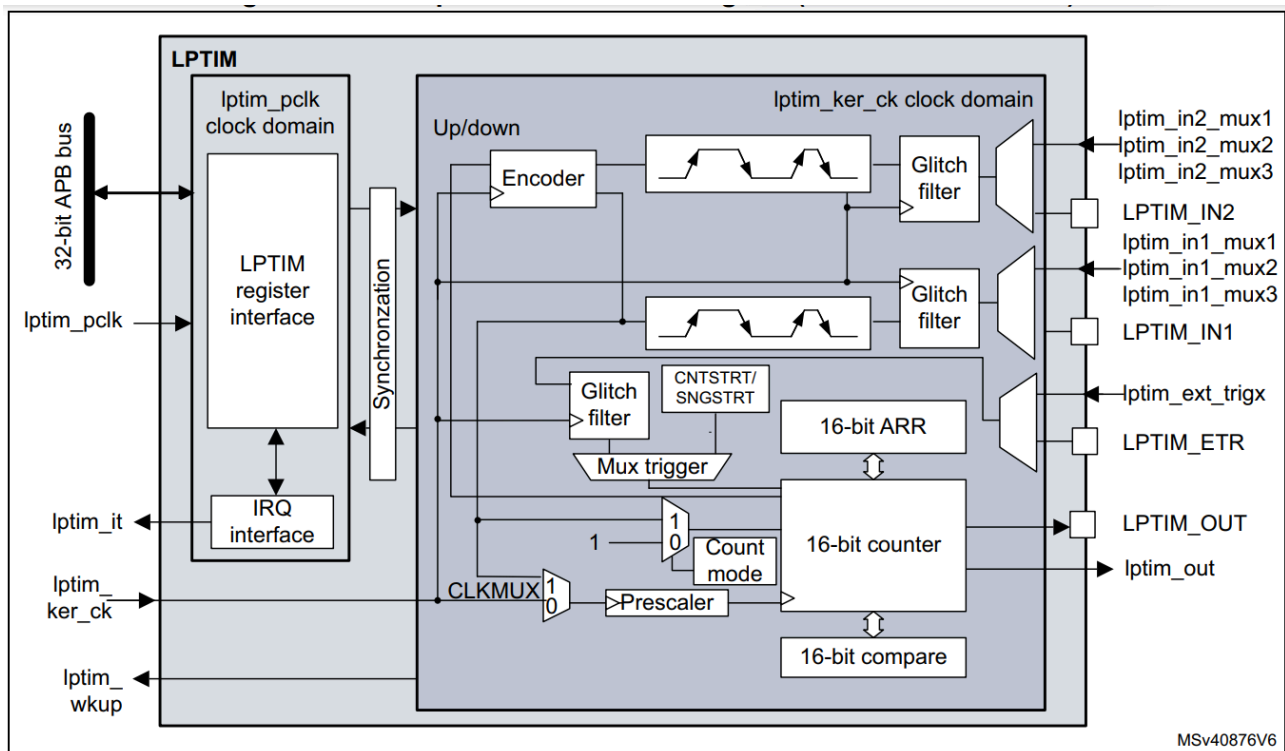 LPTIM
lptim_pclk
clock domain
lptim_ker_ck clock domain
32-bit APB bus
LPTIM
register
interface
IRQ
interface
Synchronzation
Up/down
Encoder
Glitch
filter
Glitch
filter
Glitch
filter
CNTSTRT/
SNGSTRT
Mux trigger
16-bit ARR
16-bit counter
16-bit compare
1
1
0
Count
mode
CLKMUX
1
0
Prescaler
lptim_pclk
lptim_it
lptim_
ker_ck
lptim_
wkup
lptim_in2_mux1
lptim_in2_mux2
lptim_in2_mux3
LPTIM_IN2
lptim_in1_mux1
lptim_in1_mux2
lptim_in1_mux3
LPTIM_IN1
lptim_ext_trigx
LPTIM_ETR
LPTIM_OUT
lptim_out
MSv40876V6